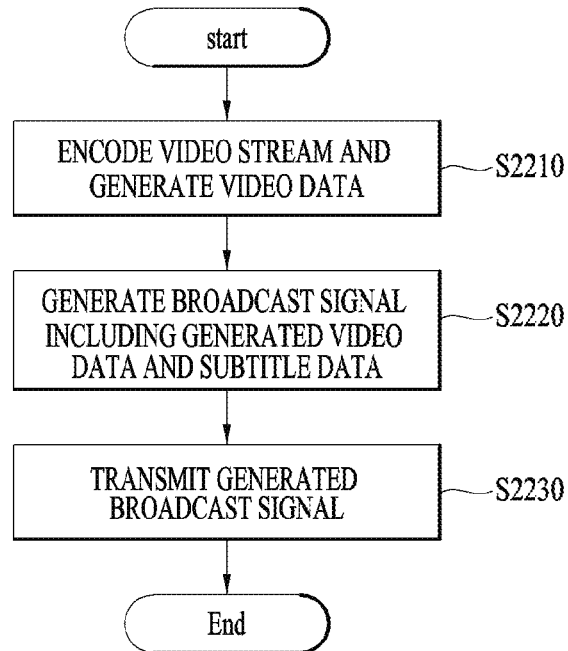 start
ENCODE VIDEO STREAM AND
GENERATE VIDEO DATA
S2210
GENERATE BROADCAST SIGNAL
INCLUDING GENERATED VIDEO
DATA AND SUBTITLE DATA
S2220
TRANSMIT GENERATED
BROADCAST SIGNAL
S2230
End